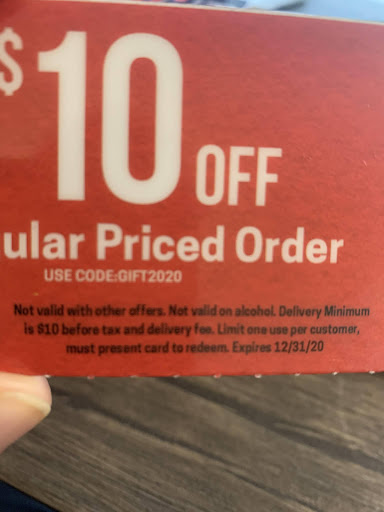 $10 OFF
ular Priced Order
USE CODE:GIFT2020
Not valid with other offers. Not valid on alcohol. Delivery Minimum
is $10 before tax and delivery fee. Limit one use per customer,
must present card to redeem. Expires 12/31/20